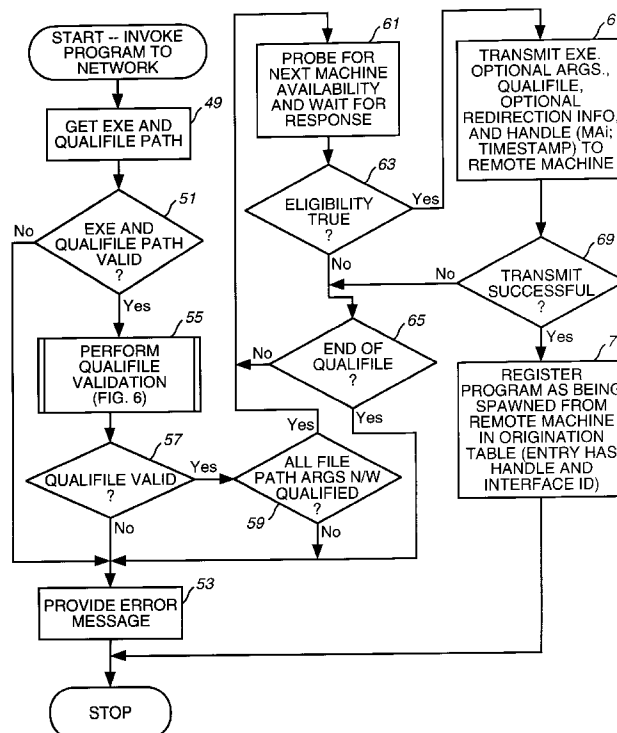 START -- INVOKE
PROGRAM TO
NETWORK
49
GET EXE AND
QUALIFILE PATH
51
EXE AND
QUALIFILE PATH
VALID
?
No
Yes
55
PERFORM
QUALIFILE
VALIDATION
(FIG. 6)
57
QUALIFILE VALID
?
Yes
No
ALL FILE
PATH ARGS N/W
QUALIFIED
?
59
Yes
No
53
PROVIDE ERROR
MESSAGE
STOP
61
PROBE FOR
NEXT MACHINE
AVAILABILITY
AND WAIT FOR
RESPONSE
63
ELIGIBILITY
TRUE
?
Yes
No
65
END OF
QUALIFILE
?
No
Yes
6
TRANSMIT EXE.
OPTIONAL ARGS.,
QUALIFILE,
OPTIONAL
REDIRECTION INFO,
AND HANDLE (MAi;
TIMESTAMP) TO
REMOTE MACHINE
69
TRANSMIT
SUCCESSFUL
?
No
Yes
7
REGISTER
PROGRAM AS BEING
SPAWNED FROM
REMOTE MACHINE
IN ORIGINATION
TABLE (ENTRY HAS
HANDLE AND
INTERFACE ID)